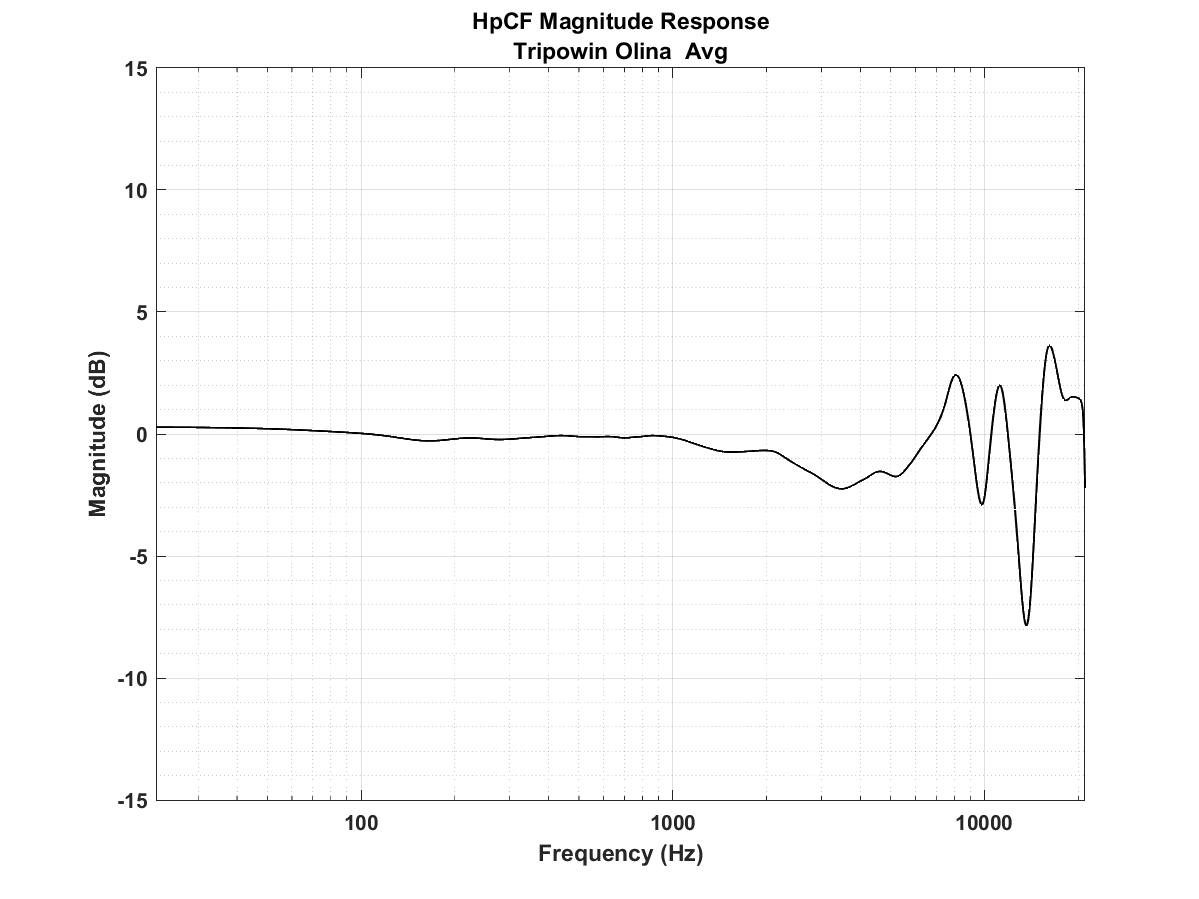 HpCF Magnitude Response
Tripowin Olina  Avg
15
10
5
0
-5
-10
-15
Magnitude (dB)
100
1000
10000
Frequency (Hz)